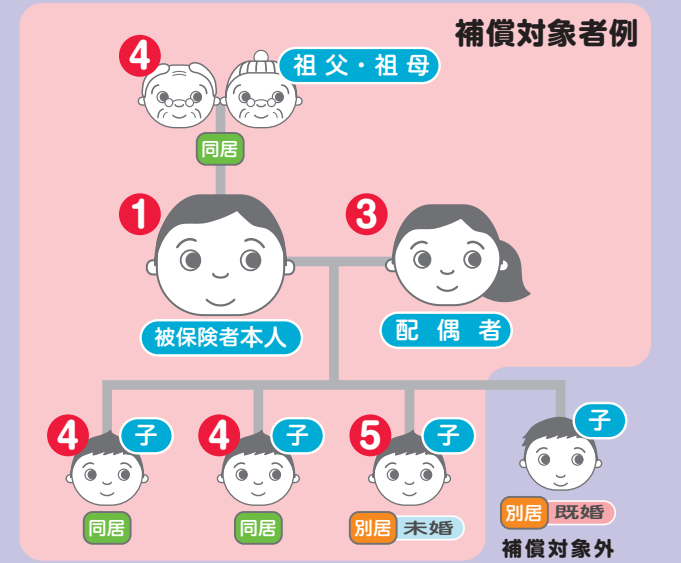 補償対象者例
4
祖父・祖母
同居
1
3
被保険者本人
配偶者
4
子
4
子
5
子
子
同居
同居
別居
未婚
別居
既婚
補償対象外